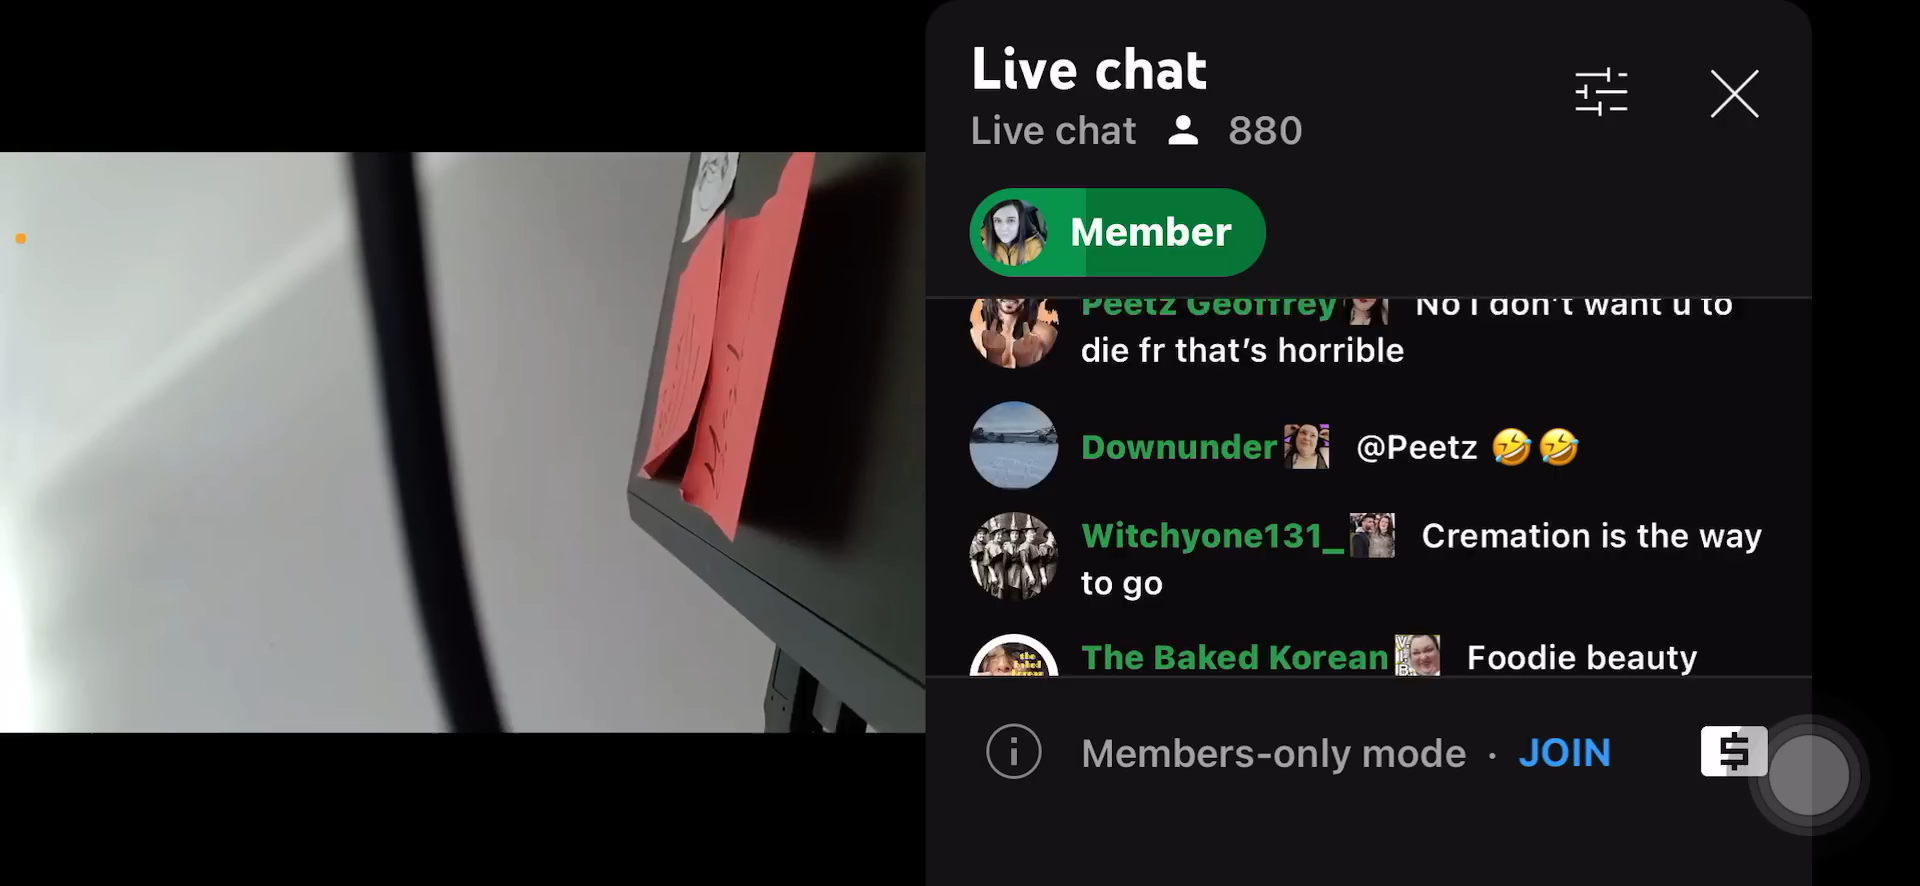 Live chat
Live chat 880
Member
Peetz Geoffrey No I don't want u to
die fr that's horrible
Downunder @Peetz 🤣🤣
Witchyone131_ Cremation is the way
to go
The Baked Korean Foodie beauty
Members-only mode · JOIN